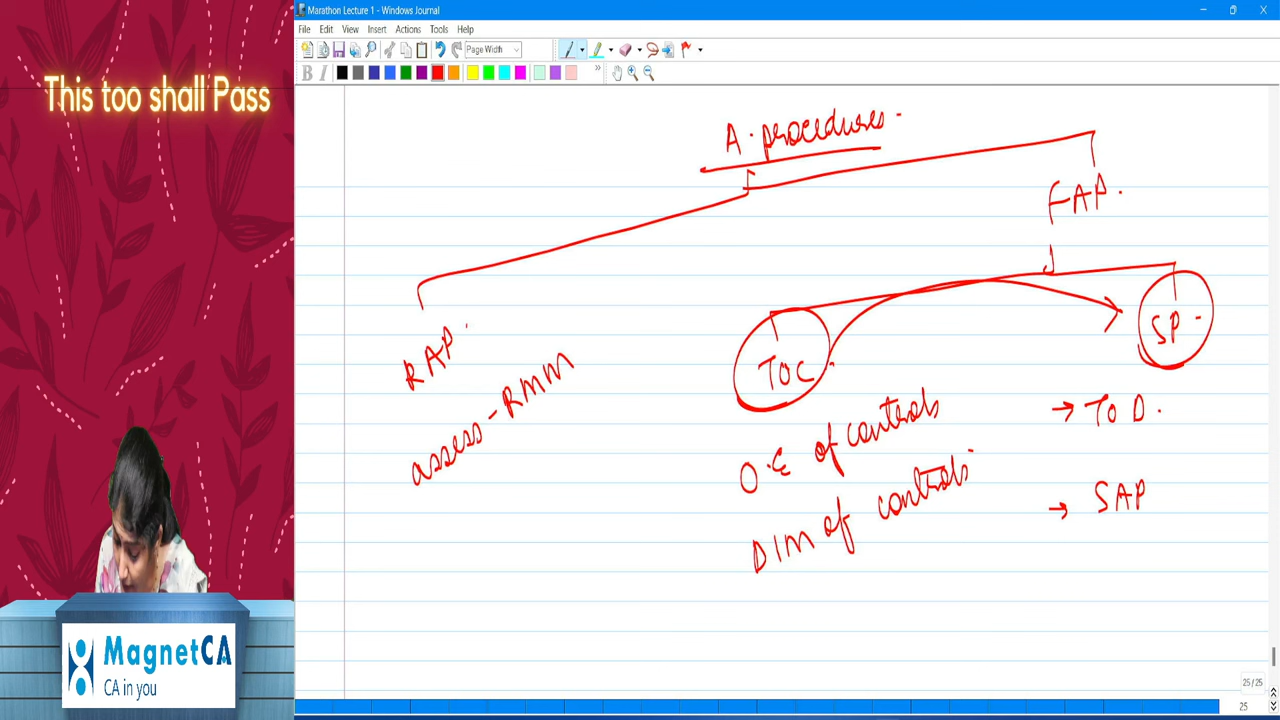 Marathon Lecture 1 - Windows Journal
File Edit View Insert Actions Tools Help
Page Width
B I
This too shall Pass
A. procedures.
FAP.
RAP.
assess - RMM
TOC.
SP.
O.E of controls
DIM of controls
→ TOD.
→ SAP
MagnetCA
CA in you
25 / 25
25